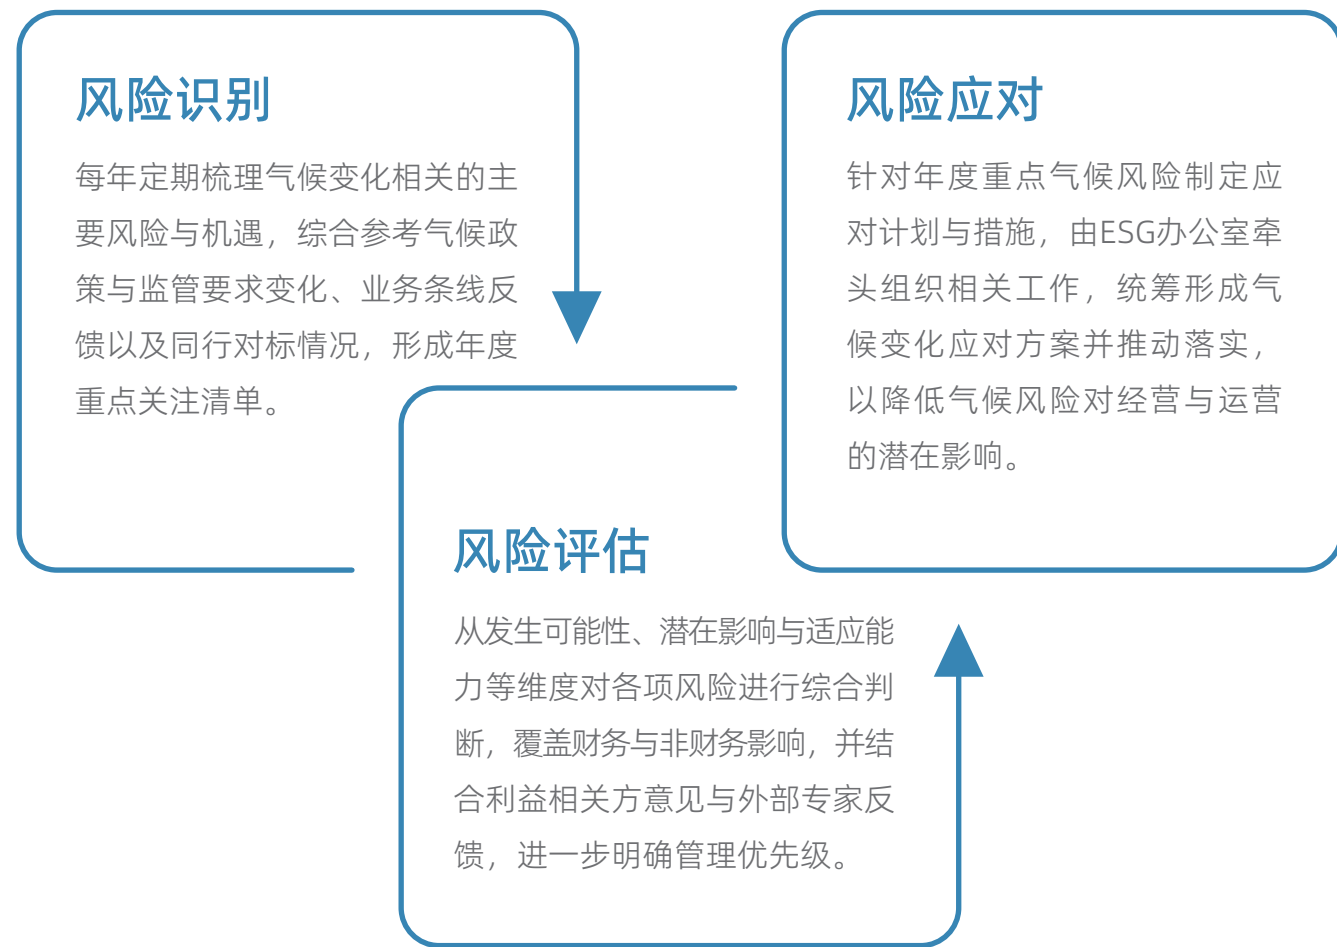 风险识别
每年定期梳理气候变化相关的主
要风险与机遇，综合参考气候政
策与监管要求变化、业务条线反
馈以及同行对标情况，形成年度
重点关注清单。
风险评估
从发生可能性、潜在影响与适应能
力等维度对各项风险进行综合判
断，覆盖财务与非财务影响，并结
合利益相关方意见与外部专家反
馈，进一步明确管理优先级。
风险应对
针对年度重点气候风险制定应
对计划与措施，由ESG办公室牵
头组织相关工作，统筹形成气
候变化应对方案并推动落实，
以降低气候风险对经营与运营
的潜在影响。